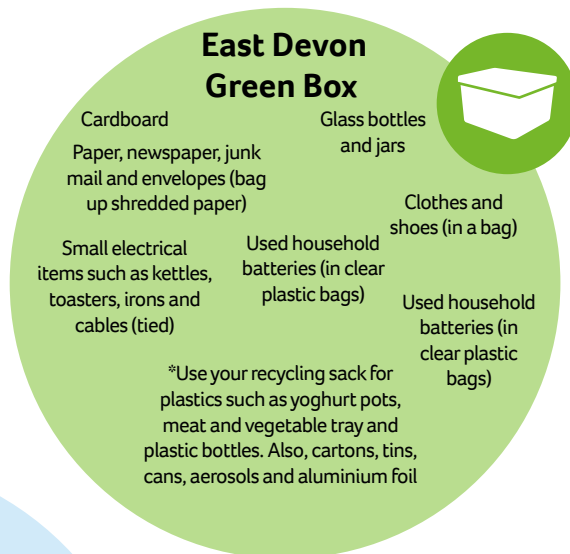 East Devon
Green Box
Cardboard
Glass bottles
and jars
Paper, newspaper, junk
mail and envelopes (bag
up shredded paper)
Clothes and
shoes (in a bag)
Small electrical
items such as kettles,
toasters, irons and
cables (tied)
Used household
batteries (in clear
plastic bags)
Used household
batteries (in
clear plastic
bags)
*Use your recycling sack for
plastics such as yoghurt pots,
meat and vegetable tray and
plastic bottles. Also, cartons, tins,
cans, aerosols and aluminium foil